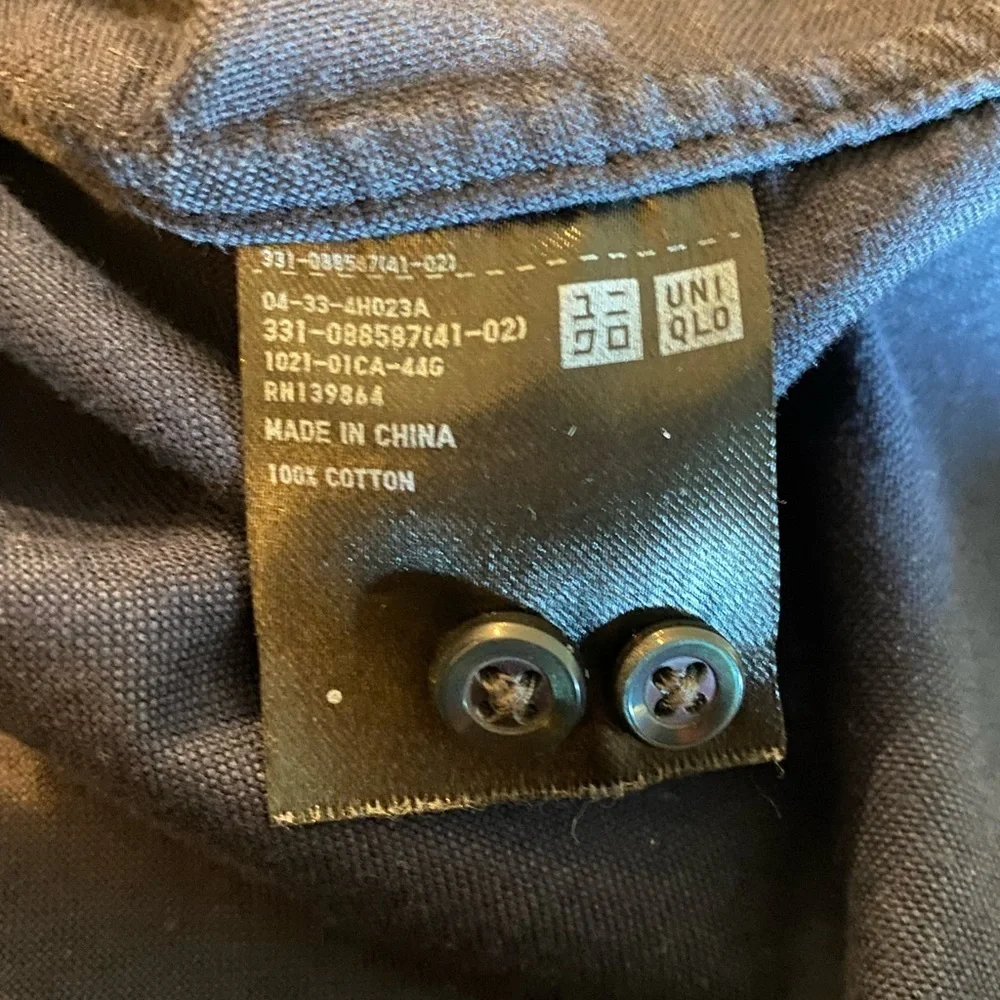 331-088587(41-02)
04-33-4H023A
331-088587(41-02)
1021-01CA-44G
RN139864
MADE IN CHINA
100% COTTON
ユニ
クロ
UNI
QLO